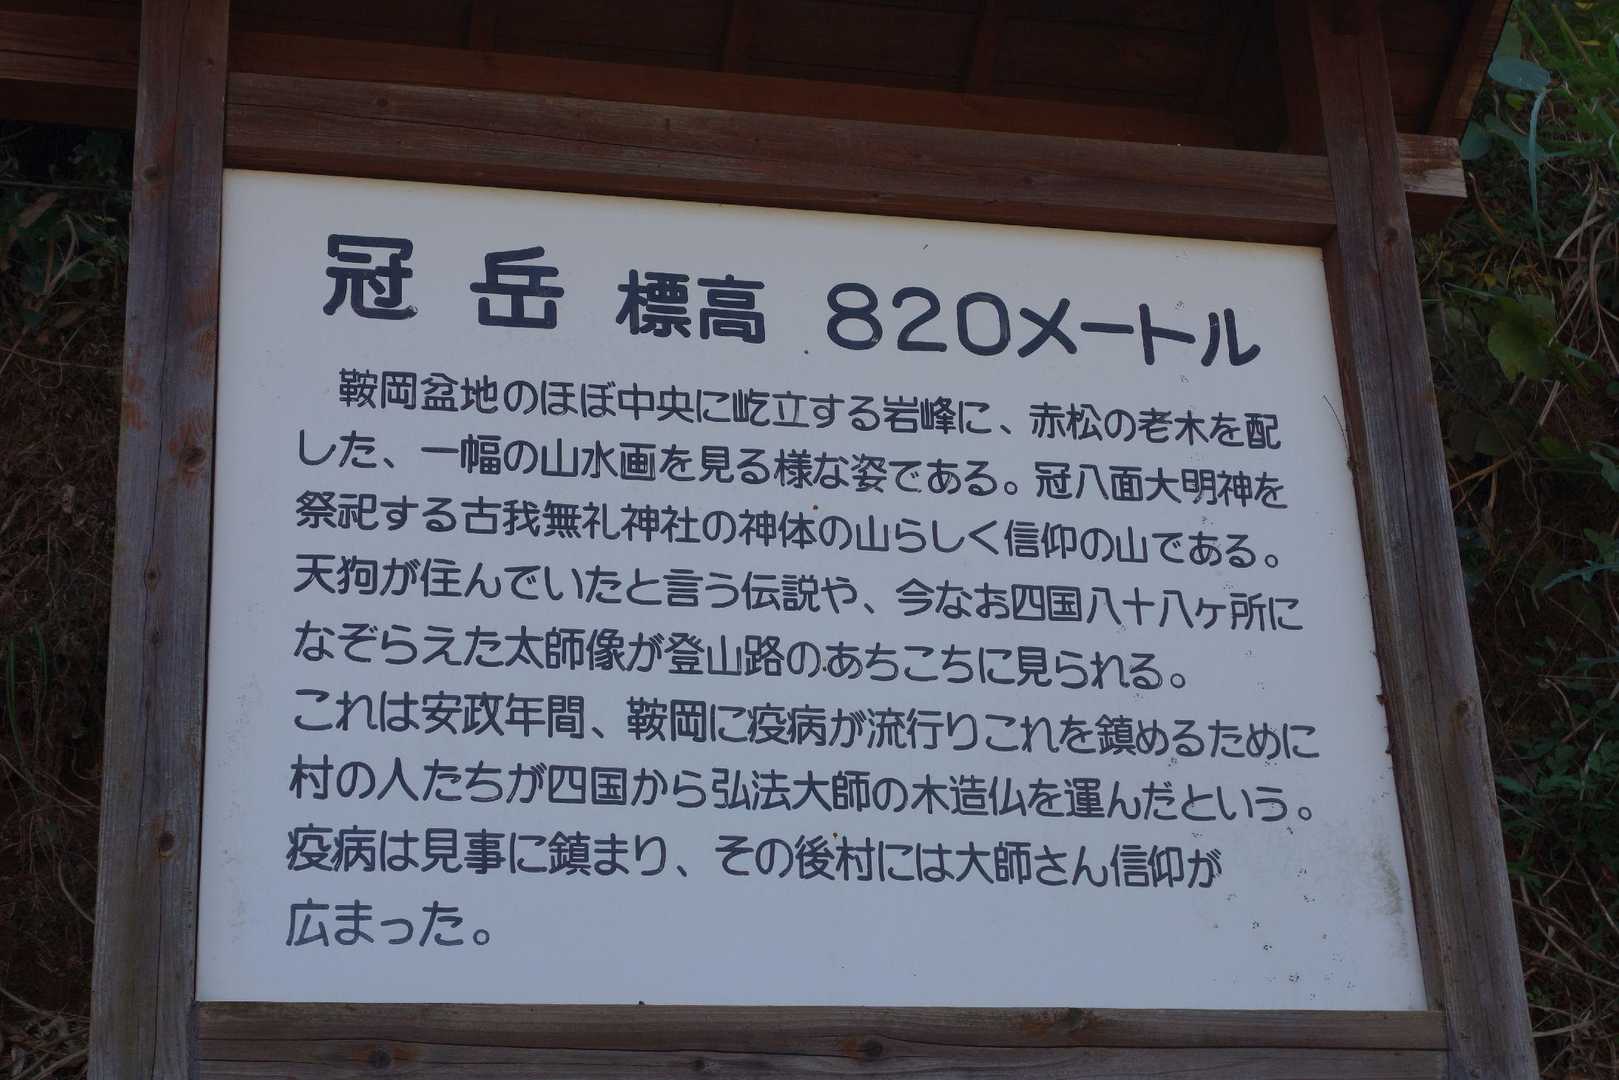 冠岳 標高 820メートル
鞍岡盆地のほぼ中央に屹立する岩峰に、赤松の老木を配
した、一幅の山水画を見る様な姿である。冠八面大明神を
祭祀する古我無礼神社の神体の山らしく信仰の山である。
天狗が住んでいたと言う伝説や、今なお四国八十八ヶ所に
なぞらえた太師像が登山路のあちこちに見られる。
これは安政年間、鞍岡に疫病が流行りこれを鎮めるために
村の人たちが四国から弘法大師の木造仏を運んだという。
疫病は見事に鎮まり、その後村には大師さん信仰が
広まった。